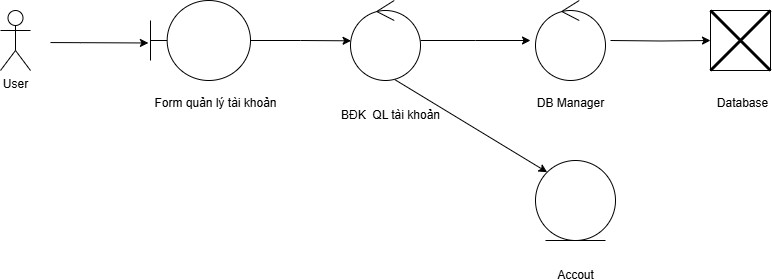 User
Form quản lý tài khoản
BĐK QL tài khoản
DB Manager
Database
Accout